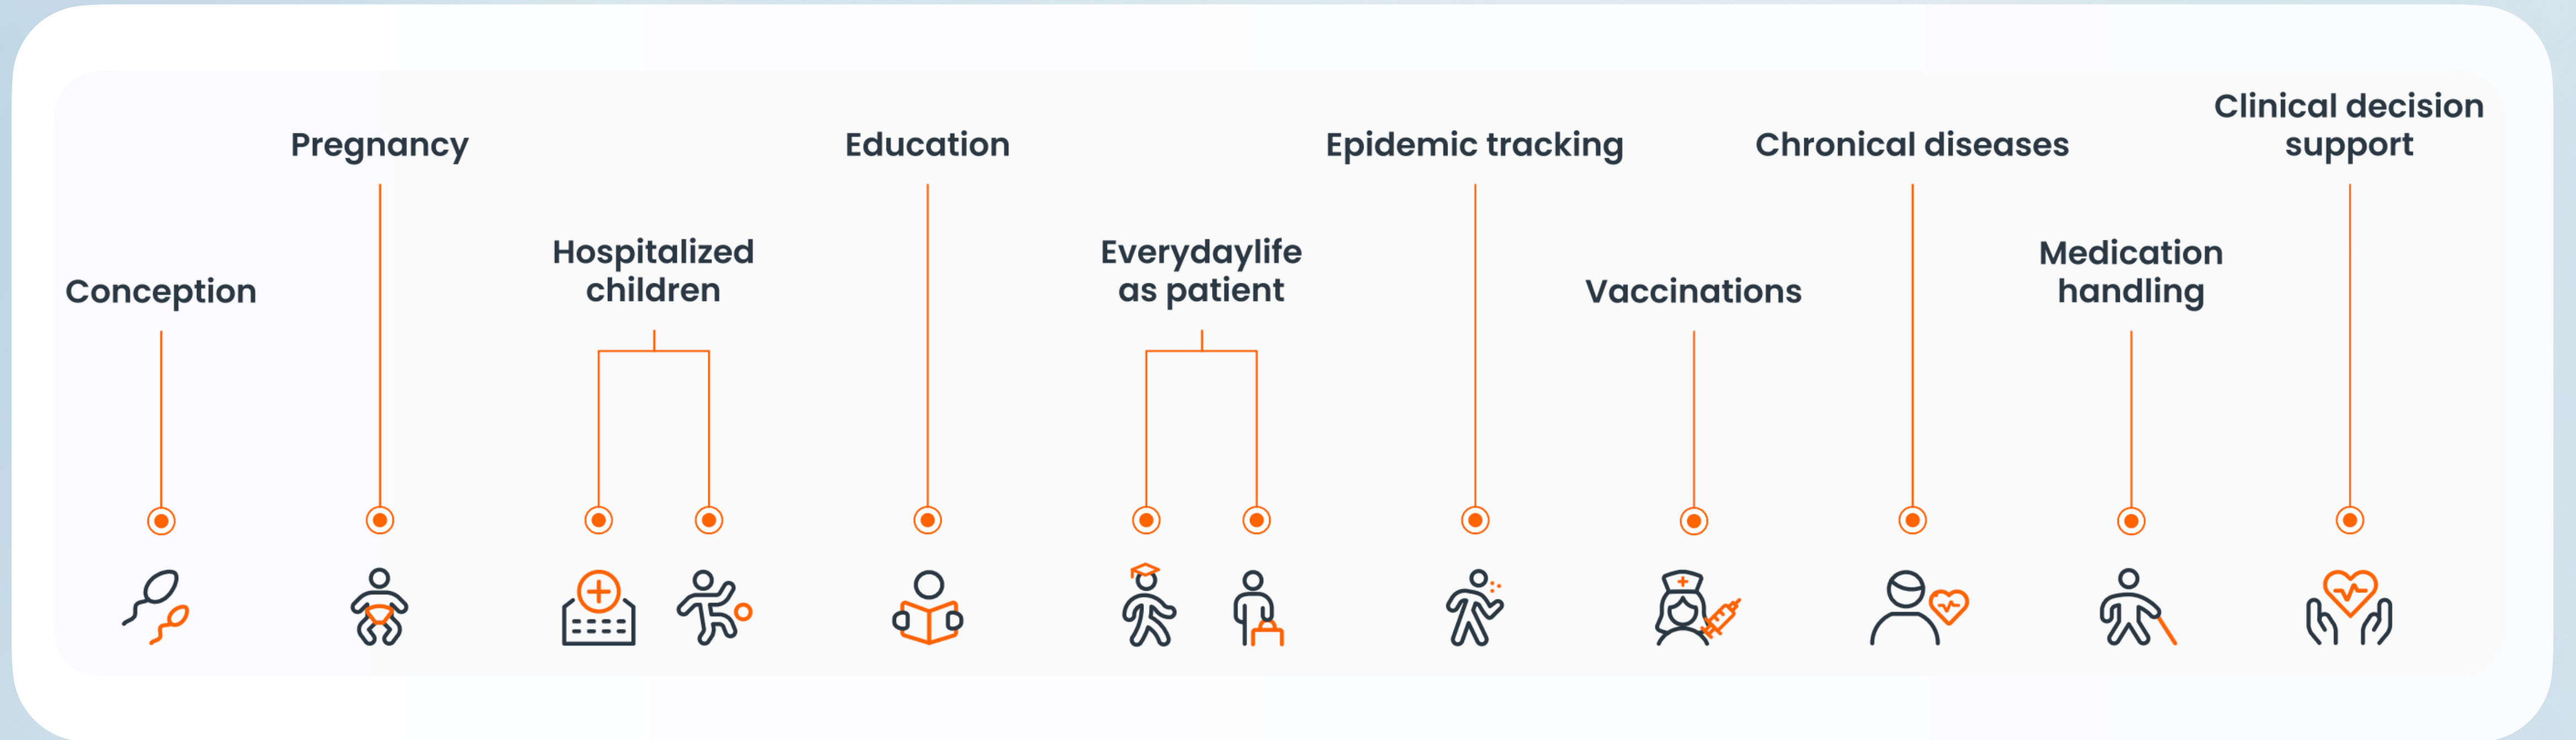 Conception
Pregnancy
Hospitalized
children
Education
Everydaylife
as patient
Epidemic tracking
Vaccinations
Chronical diseases
Medication
handling
Clinical decision
support